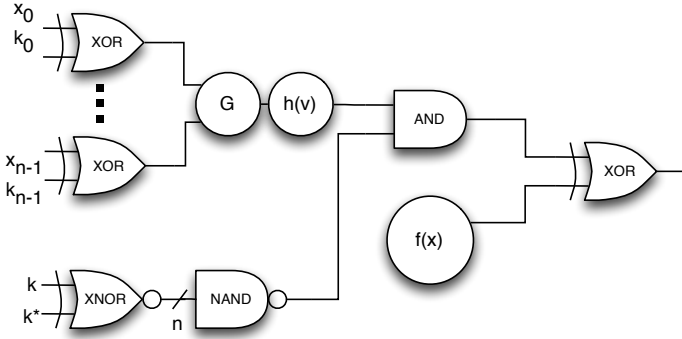 x0
k0
XOR
G
h(v)
AND
xn-1
kn-1
XOR
XOR
f(x)
k
k*
XNOR
n
NAND